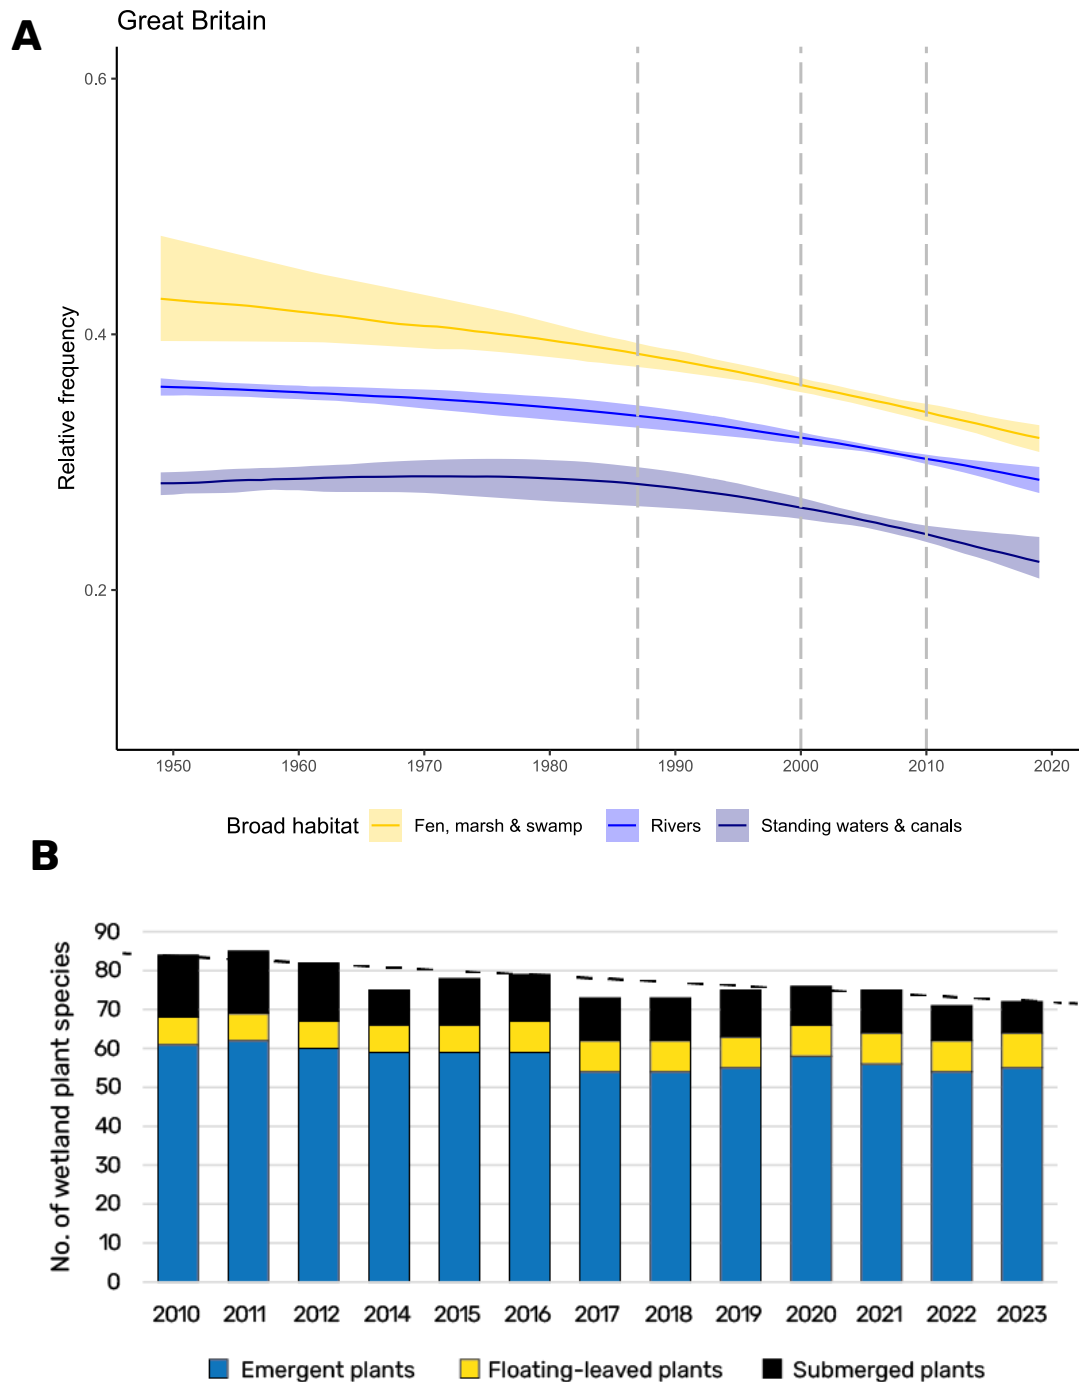 A
Great Britain
Relative frequency
0.6
0.4
0.2
1950 1960 1970 1980 1990 2000 2010 2020
Broad habitat Fen, marsh & swamp Rivers Standing waters & canals
B
No. of wetland plant species
90
80
70
60
50
40
30
20
10
0
2010 2011 2012 2014 2015 2016 2017 2018 2019 2020 2021 2022 2023
Emergent plants Floating-leaved plants Submerged plants